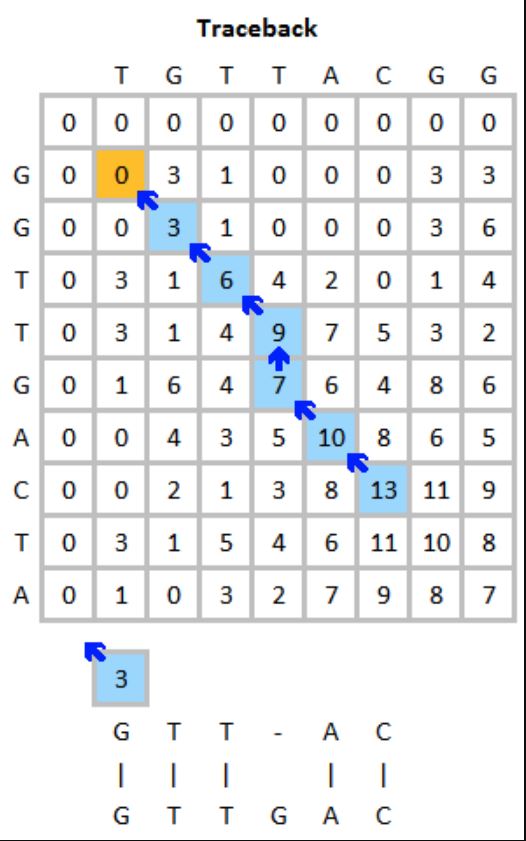 Traceback
T G T T A C G G
0 0 0 0 0 0 0 0 0
G 0 0 3 1 0 0 0 3 3
G 0 0 3 1 0 0 0 3 6
T 0 3 1 6 4 2 0 1 4
T 0 3 1 4 9 7 5 3 2
G 0 1 6 4 7 6 4 8 6
A 0 0 4 3 5 10 8 6 5
C 0 0 2 1 3 8 13 11 9
T 0 3 1 5 4 6 11 10 8
A 0 1 0 3 2 7 9 8 7
3
G T T - A C
| | | | |
G T T G A C